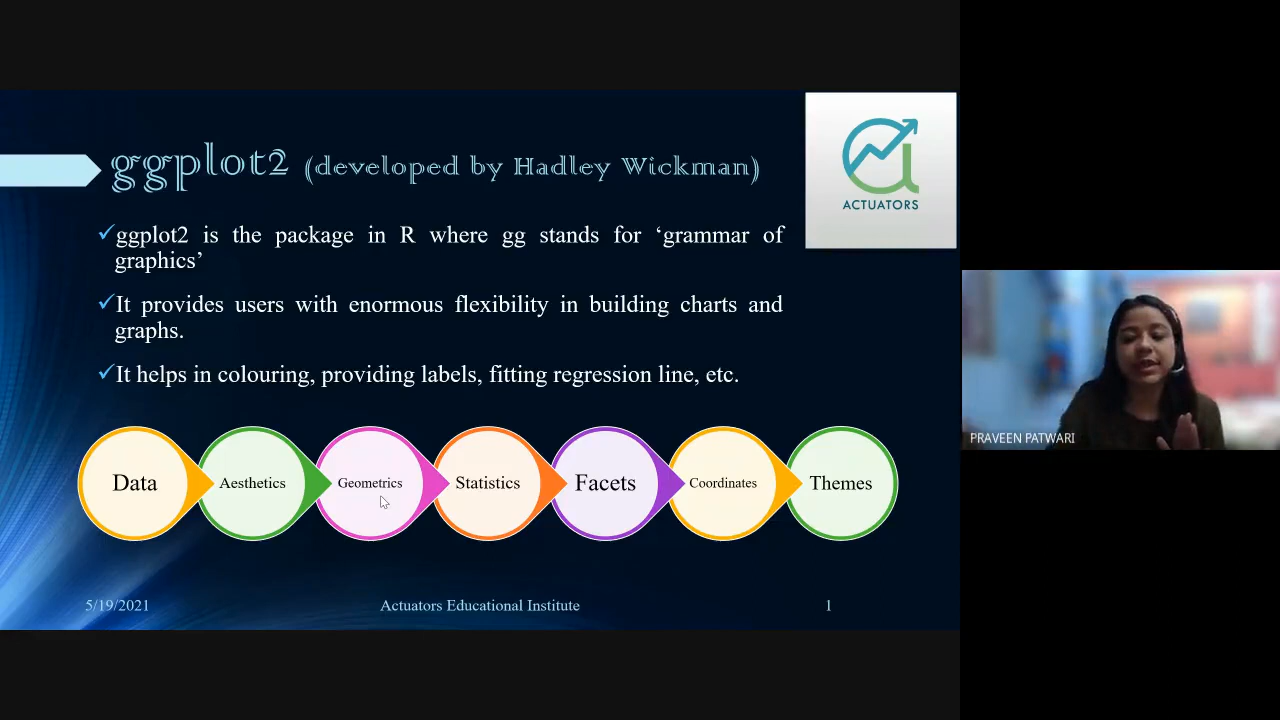 ggplot2 (developed by Hadley Wickman)
ACTUATORS
✓ggplot2 is the package in R where gg stands for ‘grammar of
graphics’
✓It provides users with enormous flexibility in building charts and
graphs.
✓It helps in colouring, providing labels, fitting regression line, etc.
PRAVEEN PATWARI
Data Aesthetics Geometrics Statistics Facets Coordinates Themes
5/19/2021 Actuators Educational Institute 1